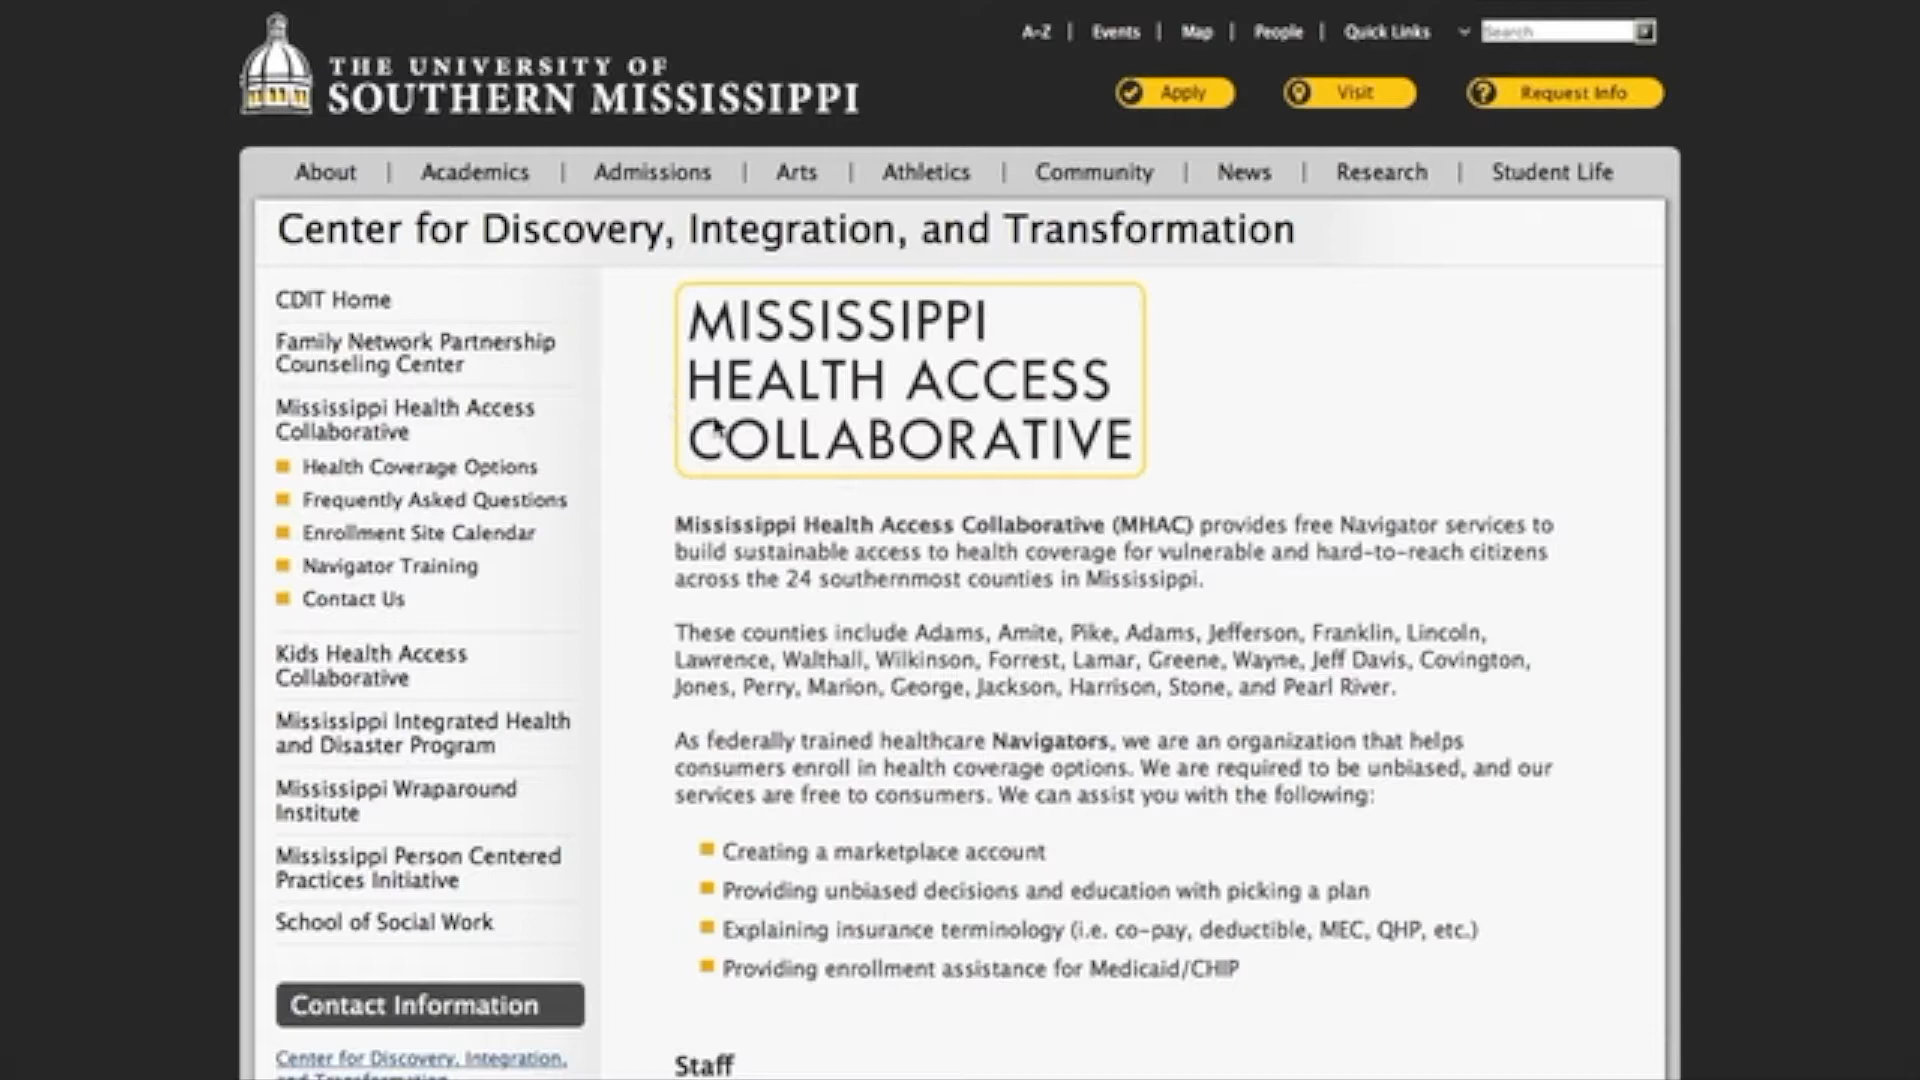 A-Z | Events | Map | People | Quick Links Search
THE UNIVERSITY OF
SOUTHERN MISSISSIPPI
Apply Visit Request Info
About | Academics | Admissions | Arts | Athletics | Community | News | Research | Student Life
Center for Discovery, Integration, and Transformation
CDIT Home
Family Network Partnership
Counseling Center
Mississippi Health Access
Collaborative
Health Coverage Options
Frequently Asked Questions
Enrollment Site Calendar
Navigator Training
Contact Us
Kids Health Access
Collaborative
Mississippi Integrated Health
and Disaster Program
Mississippi Wraparound
Institute
Mississippi Person Centered
Practices Initiative
School of Social Work
Contact Information
Center for Discovery, Integration,
and Transformation
MISSISSIPPI
HEALTH ACCESS
COLLABORATIVE
Mississippi Health Access Collaborative (MHAC) provides free Navigator services to
build sustainable access to health coverage for vulnerable and hard-to-reach citizens
across the 24 southernmost counties in Mississippi.
These counties include Adams, Amite, Pike, Adams, Jefferson, Franklin, Lincoln,
Lawrence, Walthall, Wilkinson, Forrest, Lamar, Greene, Wayne, Jeff Davis, Covington,
Jones, Perry, Marion, George, Jackson, Harrison, Stone, and Pearl River.
As federally trained healthcare Navigators, we are an organization that helps
consumers enroll in health coverage options. We are required to be unbiased, and our
services are free to consumers. We can assist you with the following:
Creating a marketplace account
Providing unbiased decisions and education with picking a plan
Explaining insurance terminology (i.e. co-pay, deductible, MEC, QHP, etc.)
Providing enrollment assistance for Medicaid/CHIP
Staff